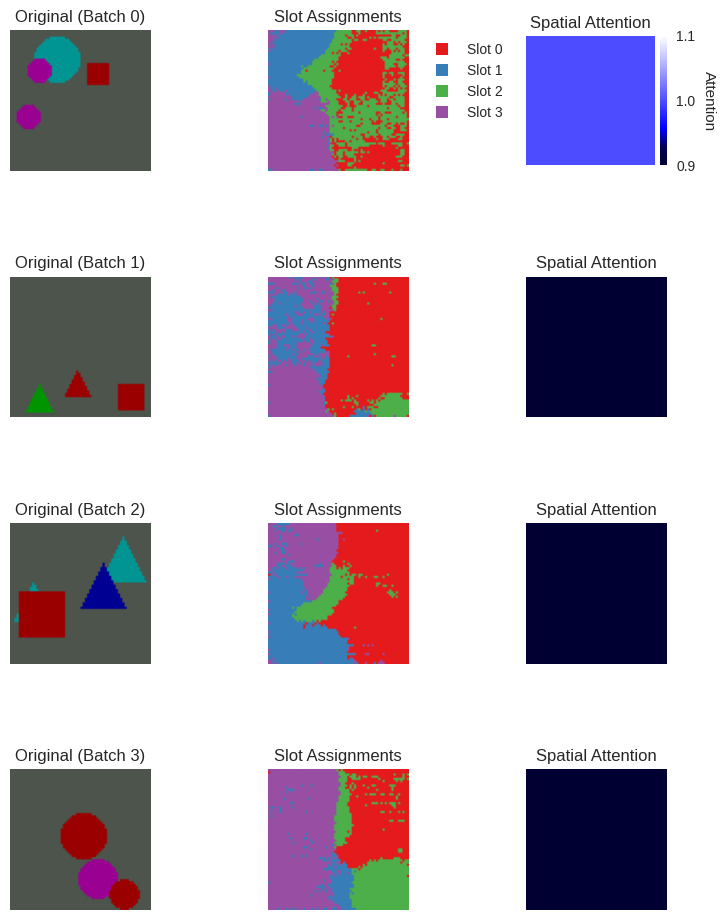 Original (Batch 0)
Slot Assignments
Spatial Attention
Slot 0
Slot 1
Slot 2
Slot 3
1.1
1.0
0.9
Attention
Original (Batch 1)
Slot Assignments
Spatial Attention
Original (Batch 2)
Slot Assignments
Spatial Attention
Original (Batch 3)
Slot Assignments
Spatial Attention